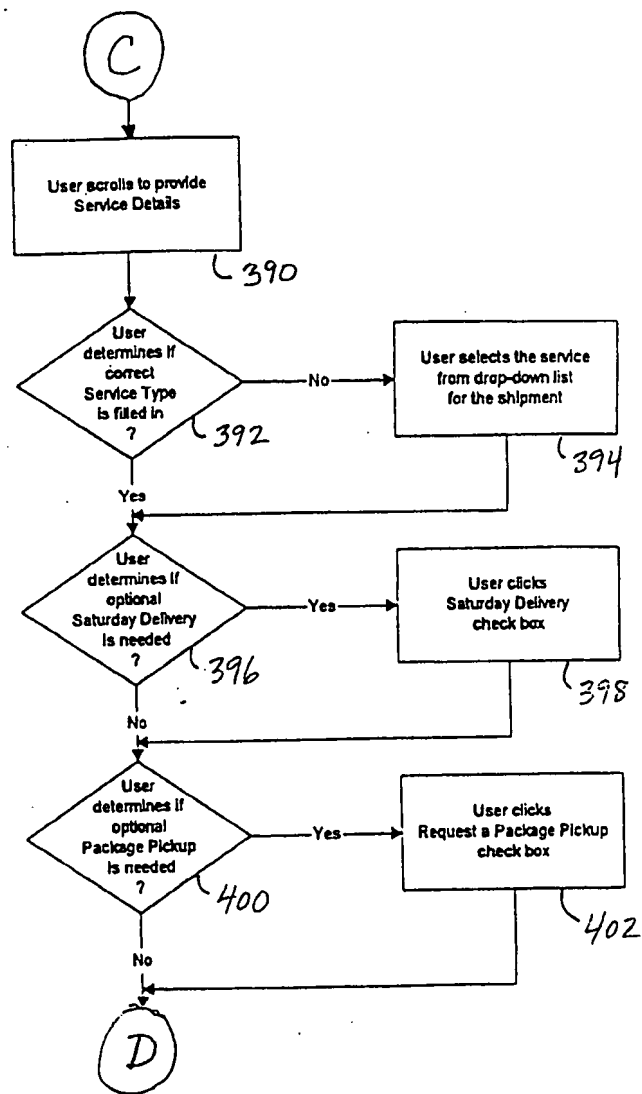 C
User scrolls to provide
Service Details
390
User
determines if
correct
Service Type
is filled in
?
392
No
User selects the service
from drop-down list
for the shipment
394
Yes
User
determines if
optional
Saturday Delivery
is needed
?
396
Yes
User clicks
Saturday Delivery
check box
398
No
User
determines if
optional
Package Pickup
is needed
?
400
Yes
User clicks
Request a Package Pickup
check box
402
No
D